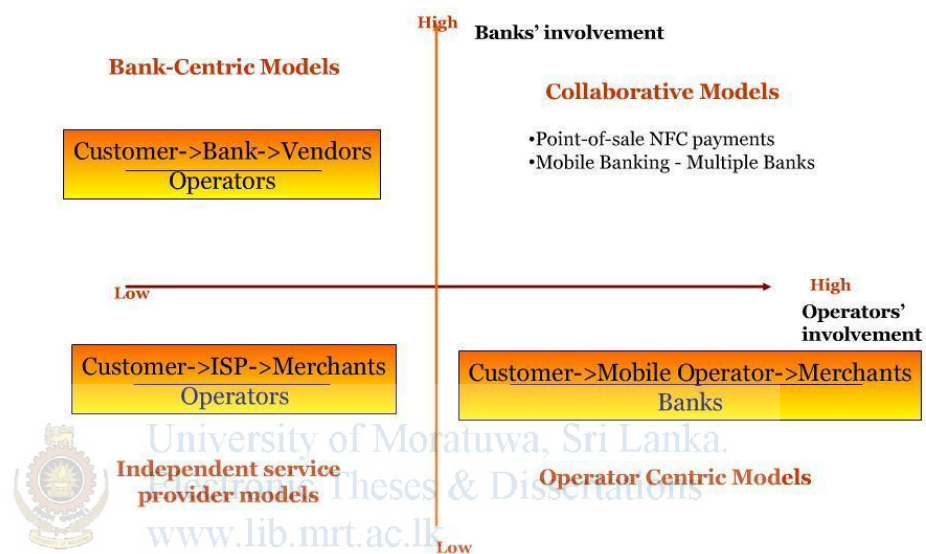 High
Banks' involvement
Bank-Centric Models
Collaborative Models
•Point-of-sale NFC payments
•Mobile Banking - Multiple Banks
Customer->Bank->Vendors
Operators
Low
High
Operators'
involvement
Customer->ISP->Merchants
Operators
Customer->Mobile Operator->Merchants
Banks
University of Moratuwa, Sri Lanka.
Electronic Theses & Dissertations
www.lib.mrt.ac.lk
Independent service
provider models
Operator Centric Models
Low